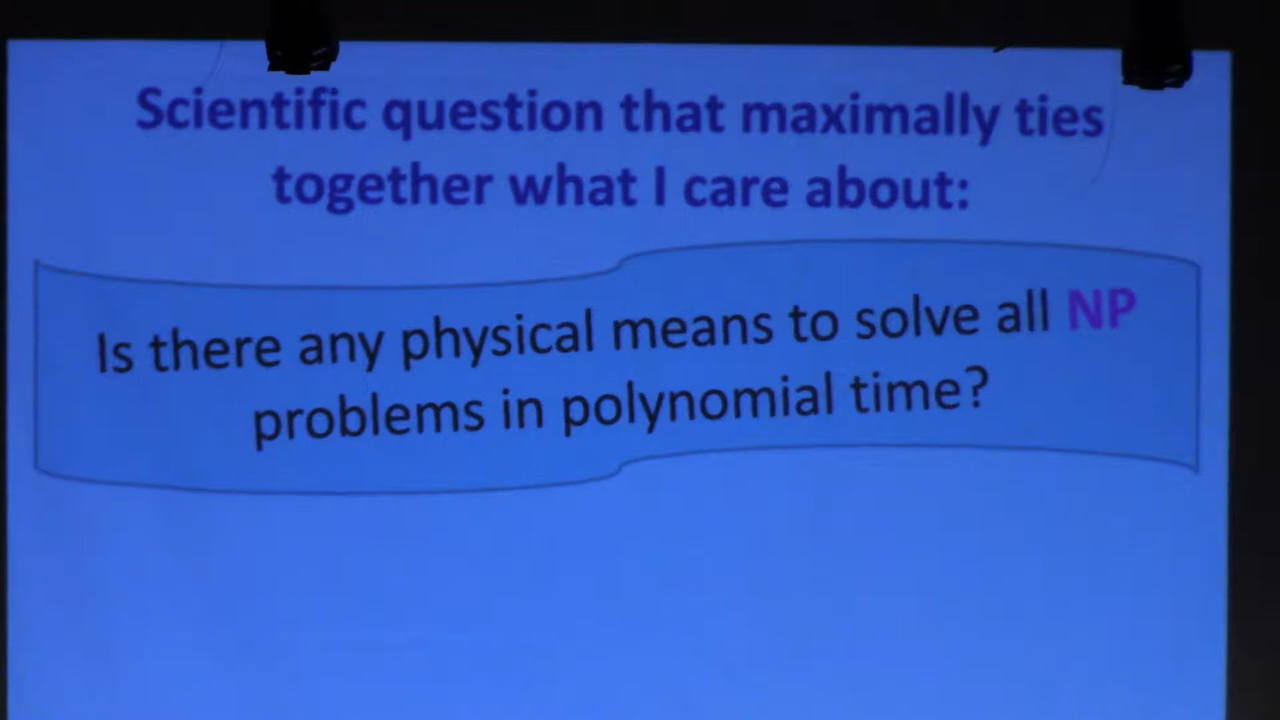 Scientific question that maximally ties
together what I care about:
Is there any physical means to solve all NP
problems in polynomial time?